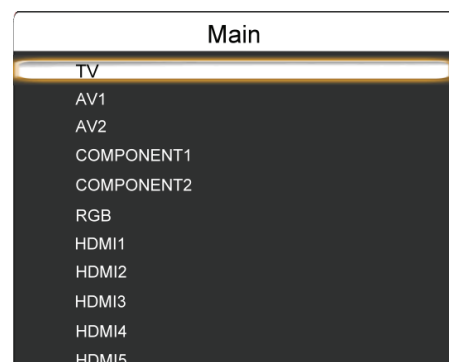 Main
TV
AV1
AV2
COMPONENT1
COMPONENT2
RGB
HDMI1
HDMI2
HDMI3
HDMI4
HDMI5